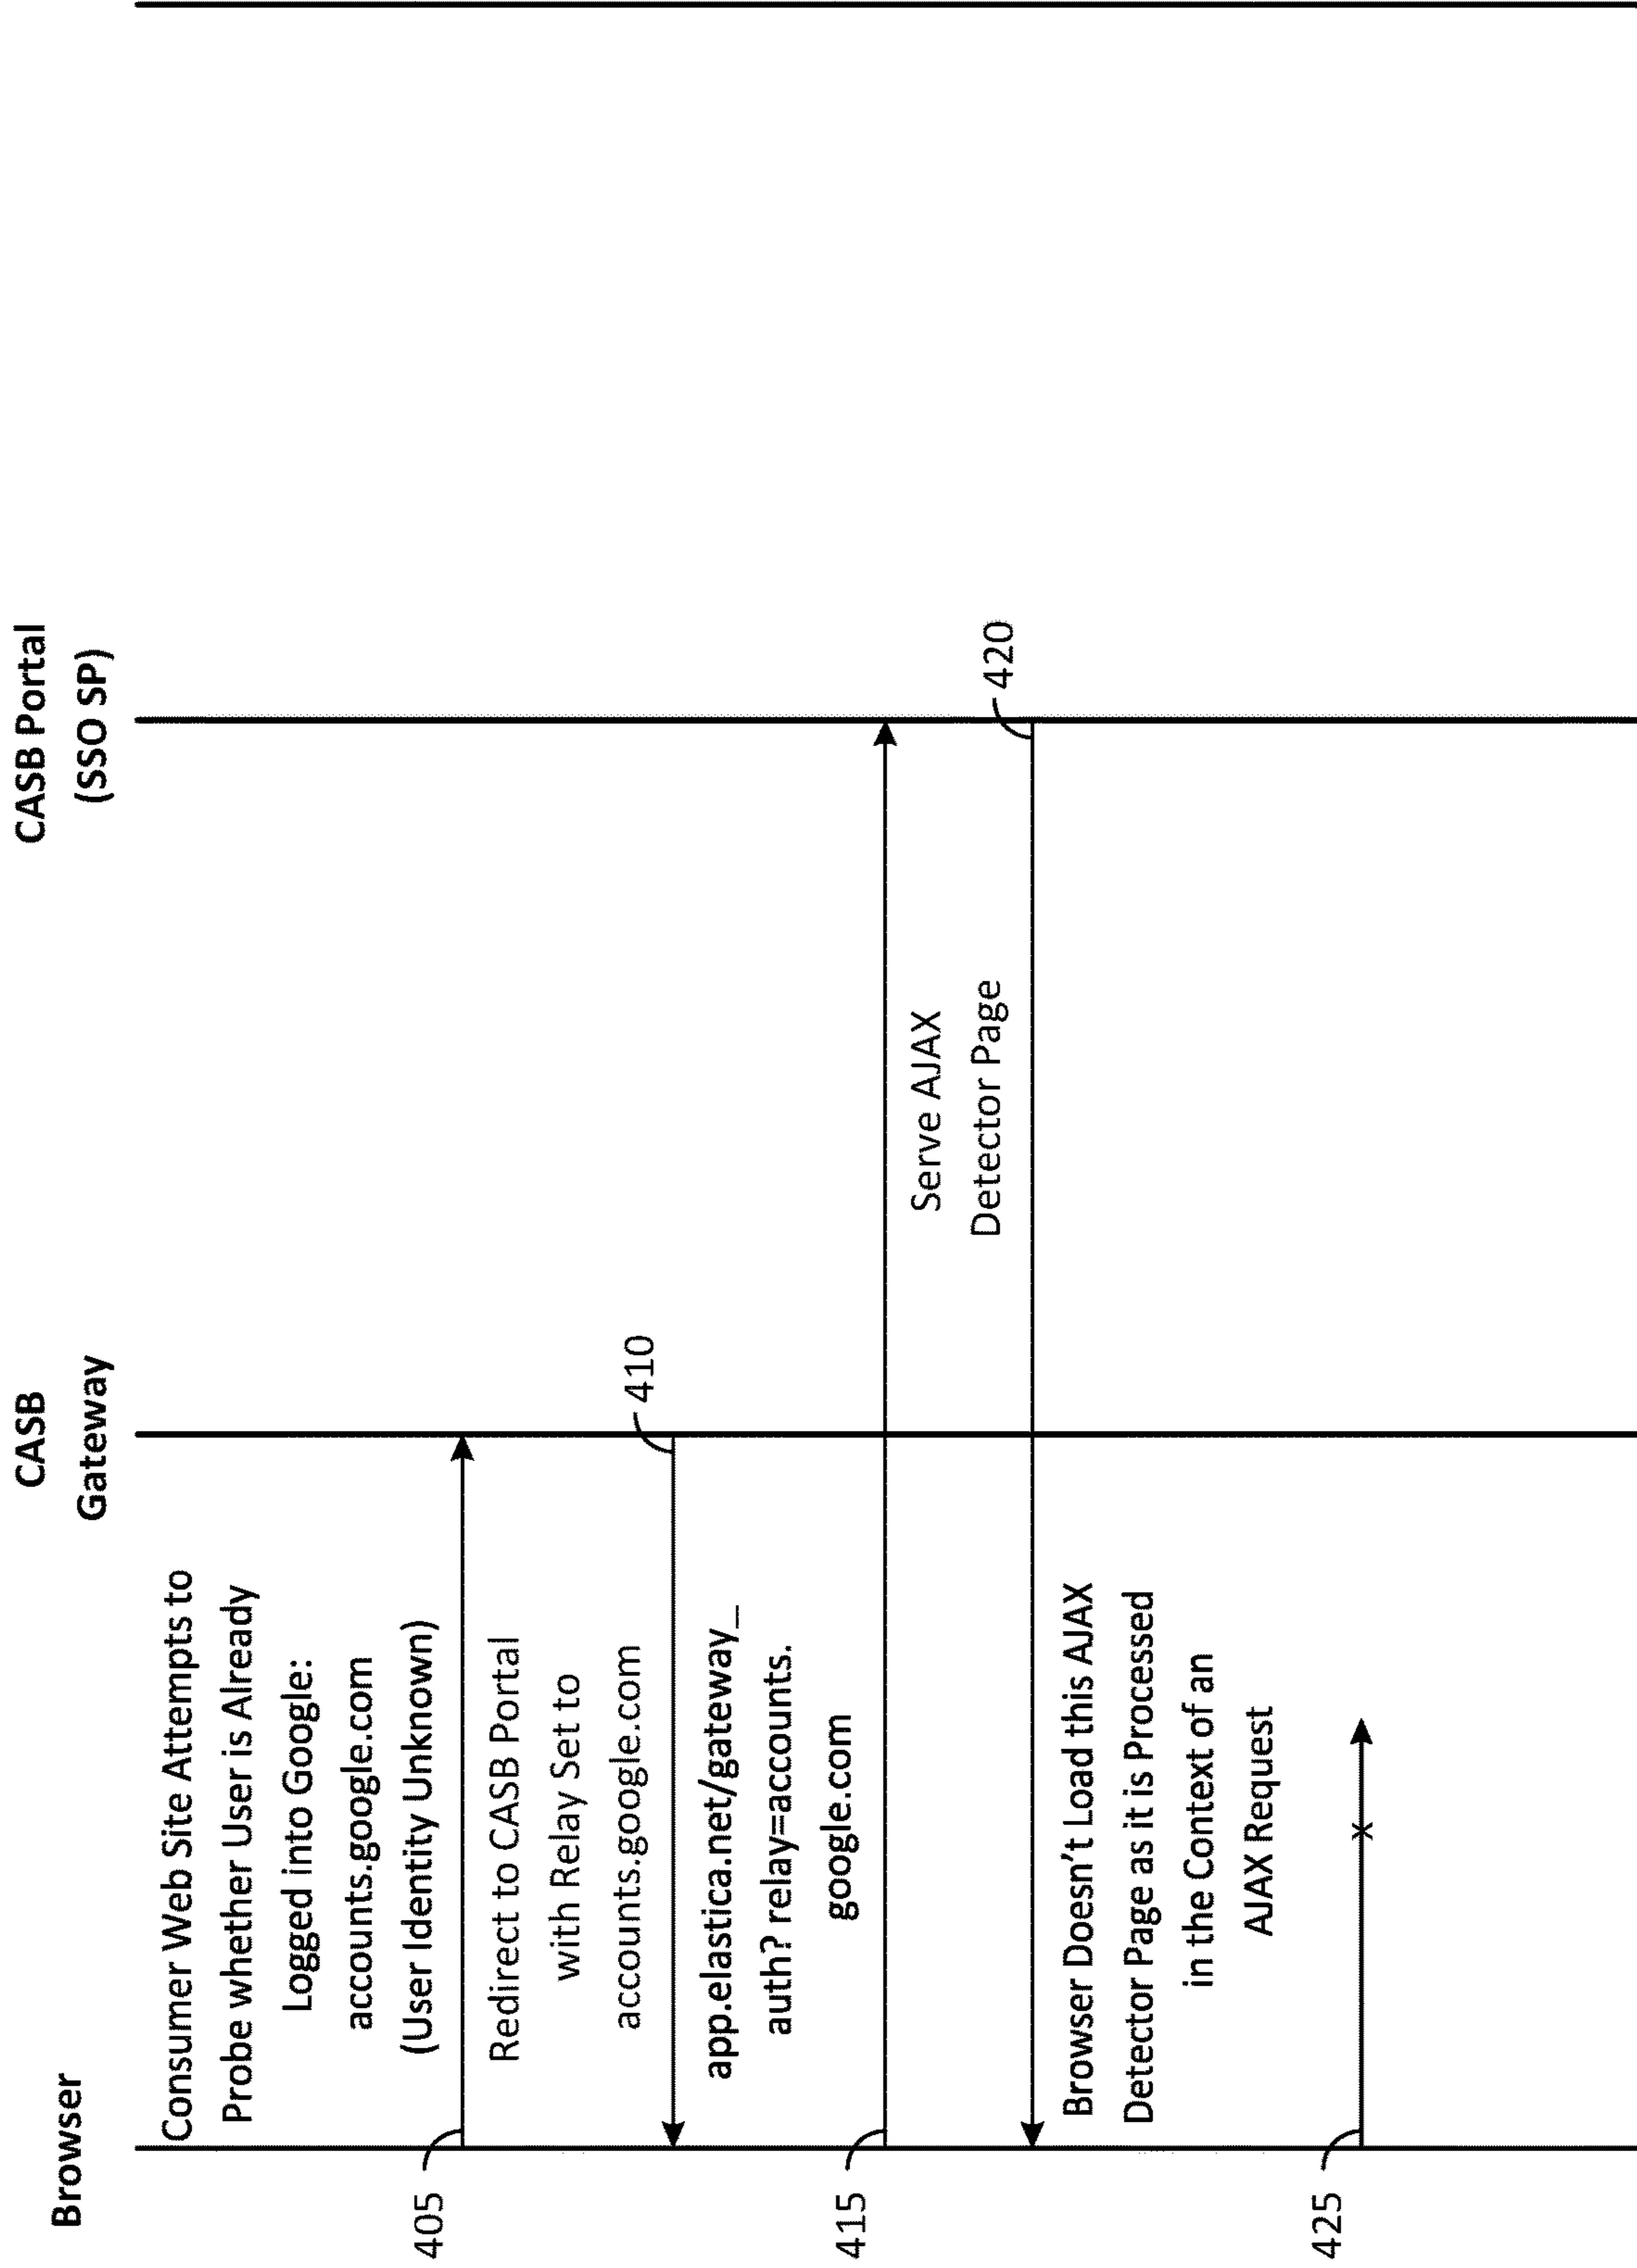 Browser
CASB
Gateway
CASB Portal
(SSO SP)
Consumer Web Site Attempts to
Probe whether User is Already
Logged into Google:
accounts.google.com
(User Identity Unknown)
405
Redirect to CASB Portal
with Relay Set to
accounts.google.com
410
app.elastica.net/gateway_
auth? relay=accounts.
google.com
415
Serve AJAX
Detector Page
420
Browser Doesn't Load this AJAX
Detector Page as it is Processed
in the Context of an
AJAX Request
425